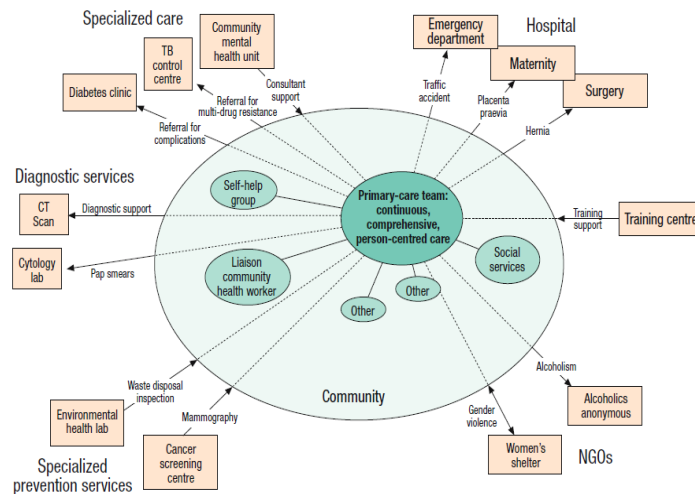 Specialized care
Community
mental
health unit
TB
control
centre
Diabetes clinic
Consultant
support
Referral for
multi-drug resistance
Referral for
complications
Hospital
Emergency
department
Maternity
Surgery
Traffic
accident
Placenta
praevia
Hernia
Diagnostic services
CT
Scan
Diagnostic support
Cytology
lab
Pap smears
Self-help
group
Primary-care team:
continuous,
comprehensive,
person-centred care
Training
support
Training centre
Liaison
community
health worker
Social
services
Other
Other
Community
Waste disposal
inspection
Environmental
health lab
Mammography
Cancer
screening
centre
Specialized
prevention services
Alcoholism
Alcoholics
anonymous
Gender
violence
Women's
shelter
NGOs